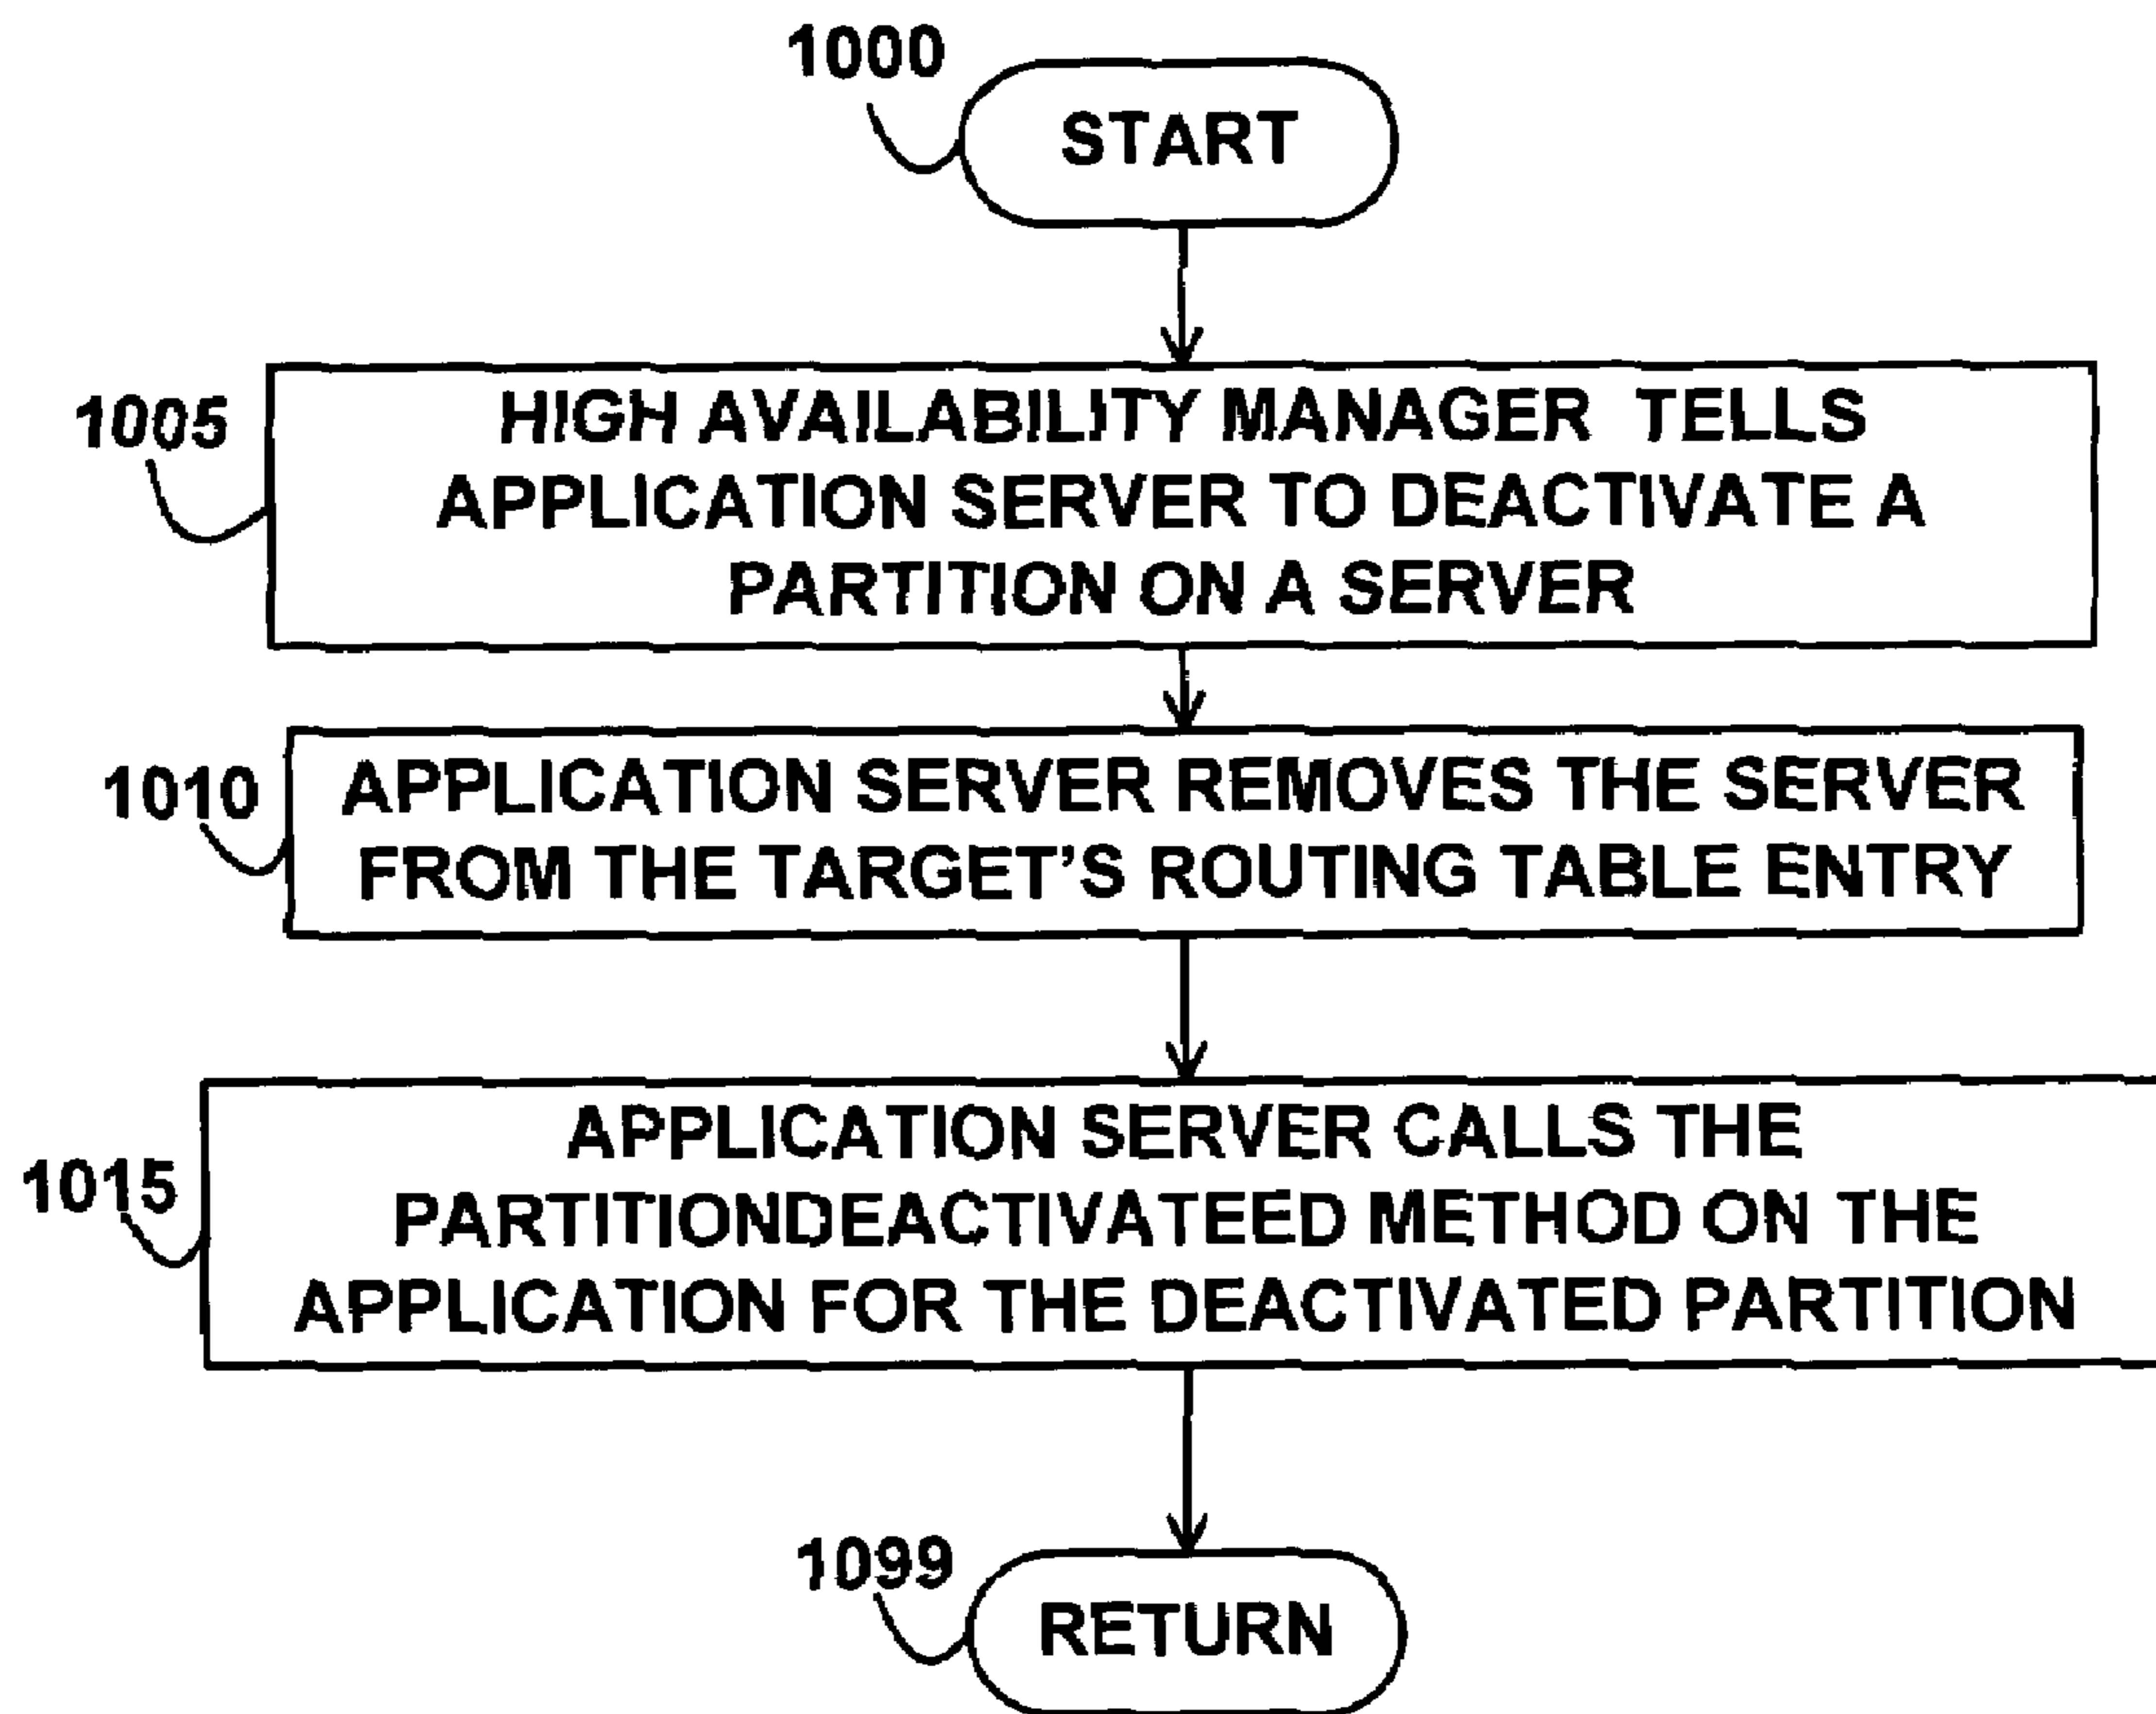 1000
START
1005
HIGH AVAILABILITY MANAGER TELLS
APPLICATION SERVER TO DEACTIVATE A
PARTITION ON A SERVER
1010
APPLICATION SERVER REMOVES THE SERVER
FROM THE TARGET'S ROUTING TABLE ENTRY
1015
APPLICATION SERVER CALLS THE
PARTITIONDEACTIVATEED METHOD ON THE
APPLICATION FOR THE DEACTIVATED PARTITION
1099
RETURN